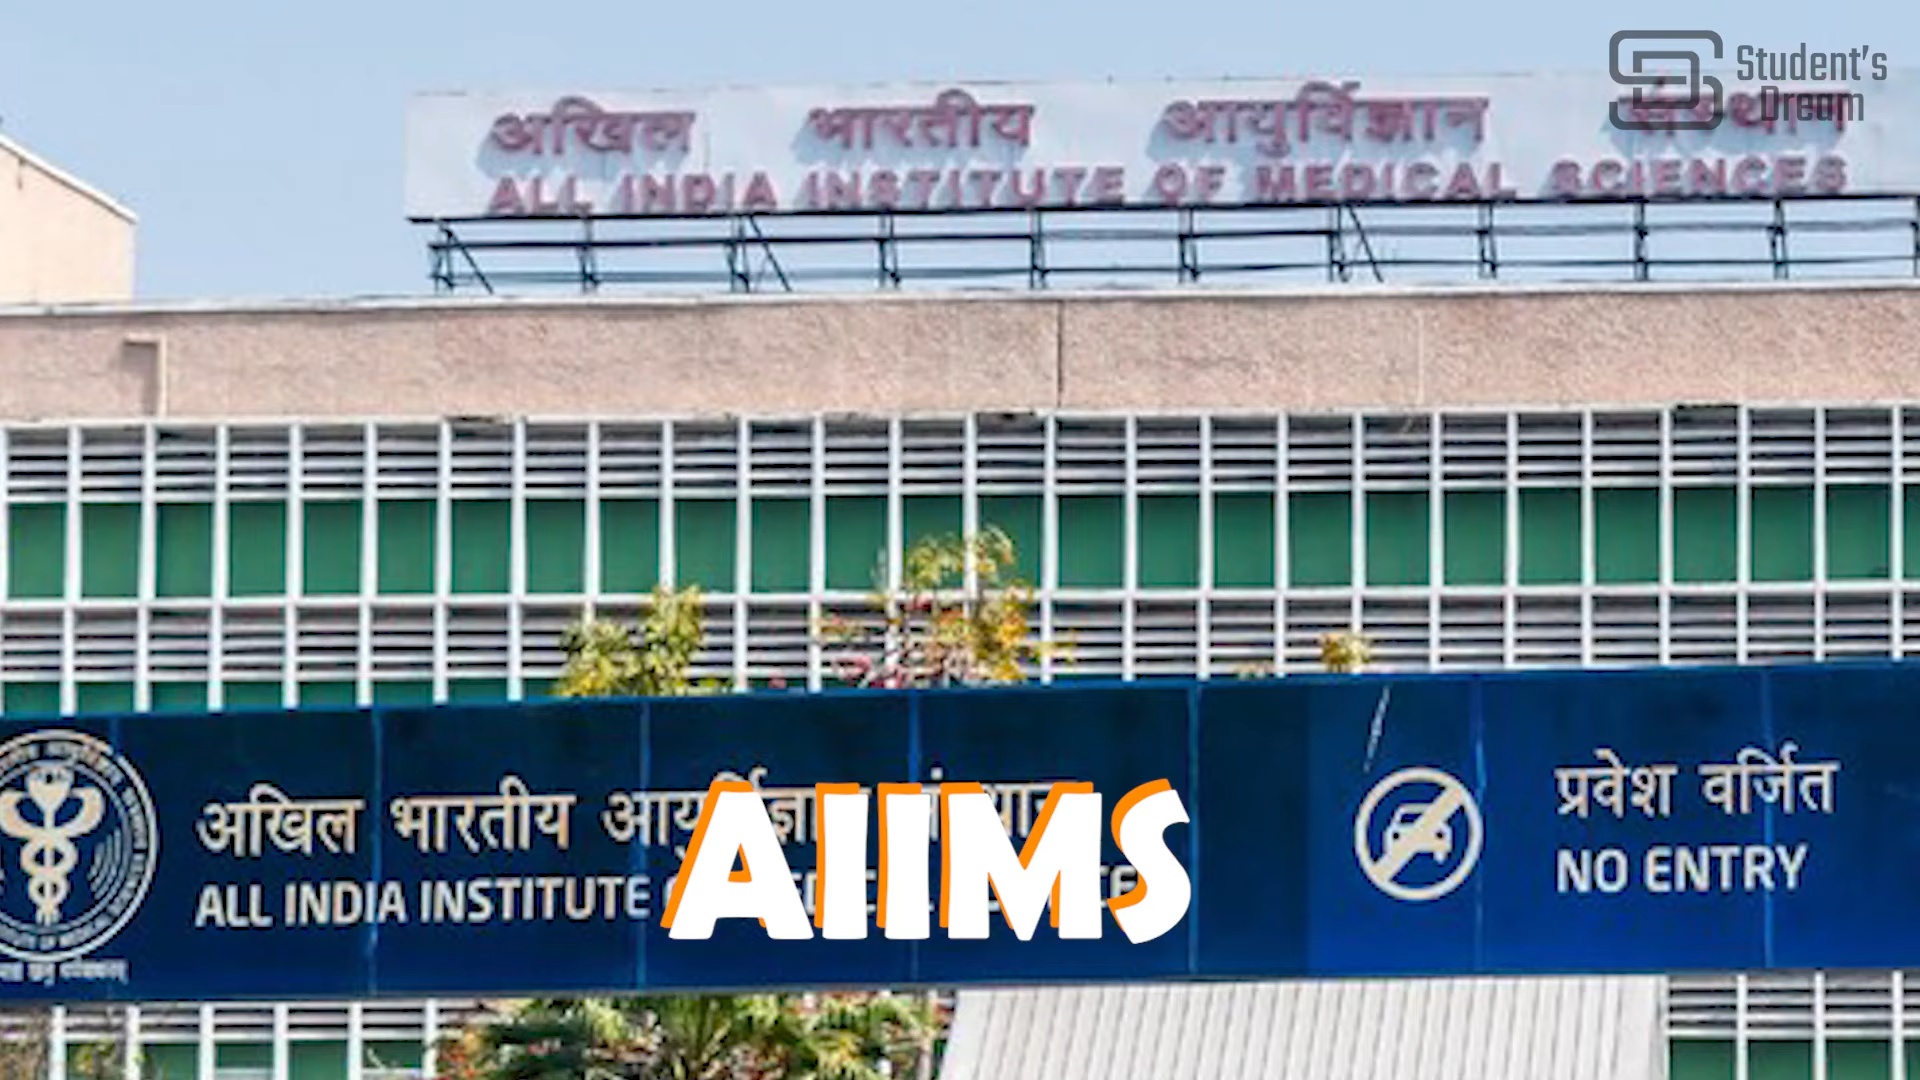 Student's
Dream
अखिल भारतीय आयुर्विज्ञान संस्थान
ALL INDIA INSTITUTE OF MEDICAL SCIENCES
अखिल भारतीय
ALL INDIA INSTITUTE
AIIMS
प्रवेश वर्जित
NO ENTRY